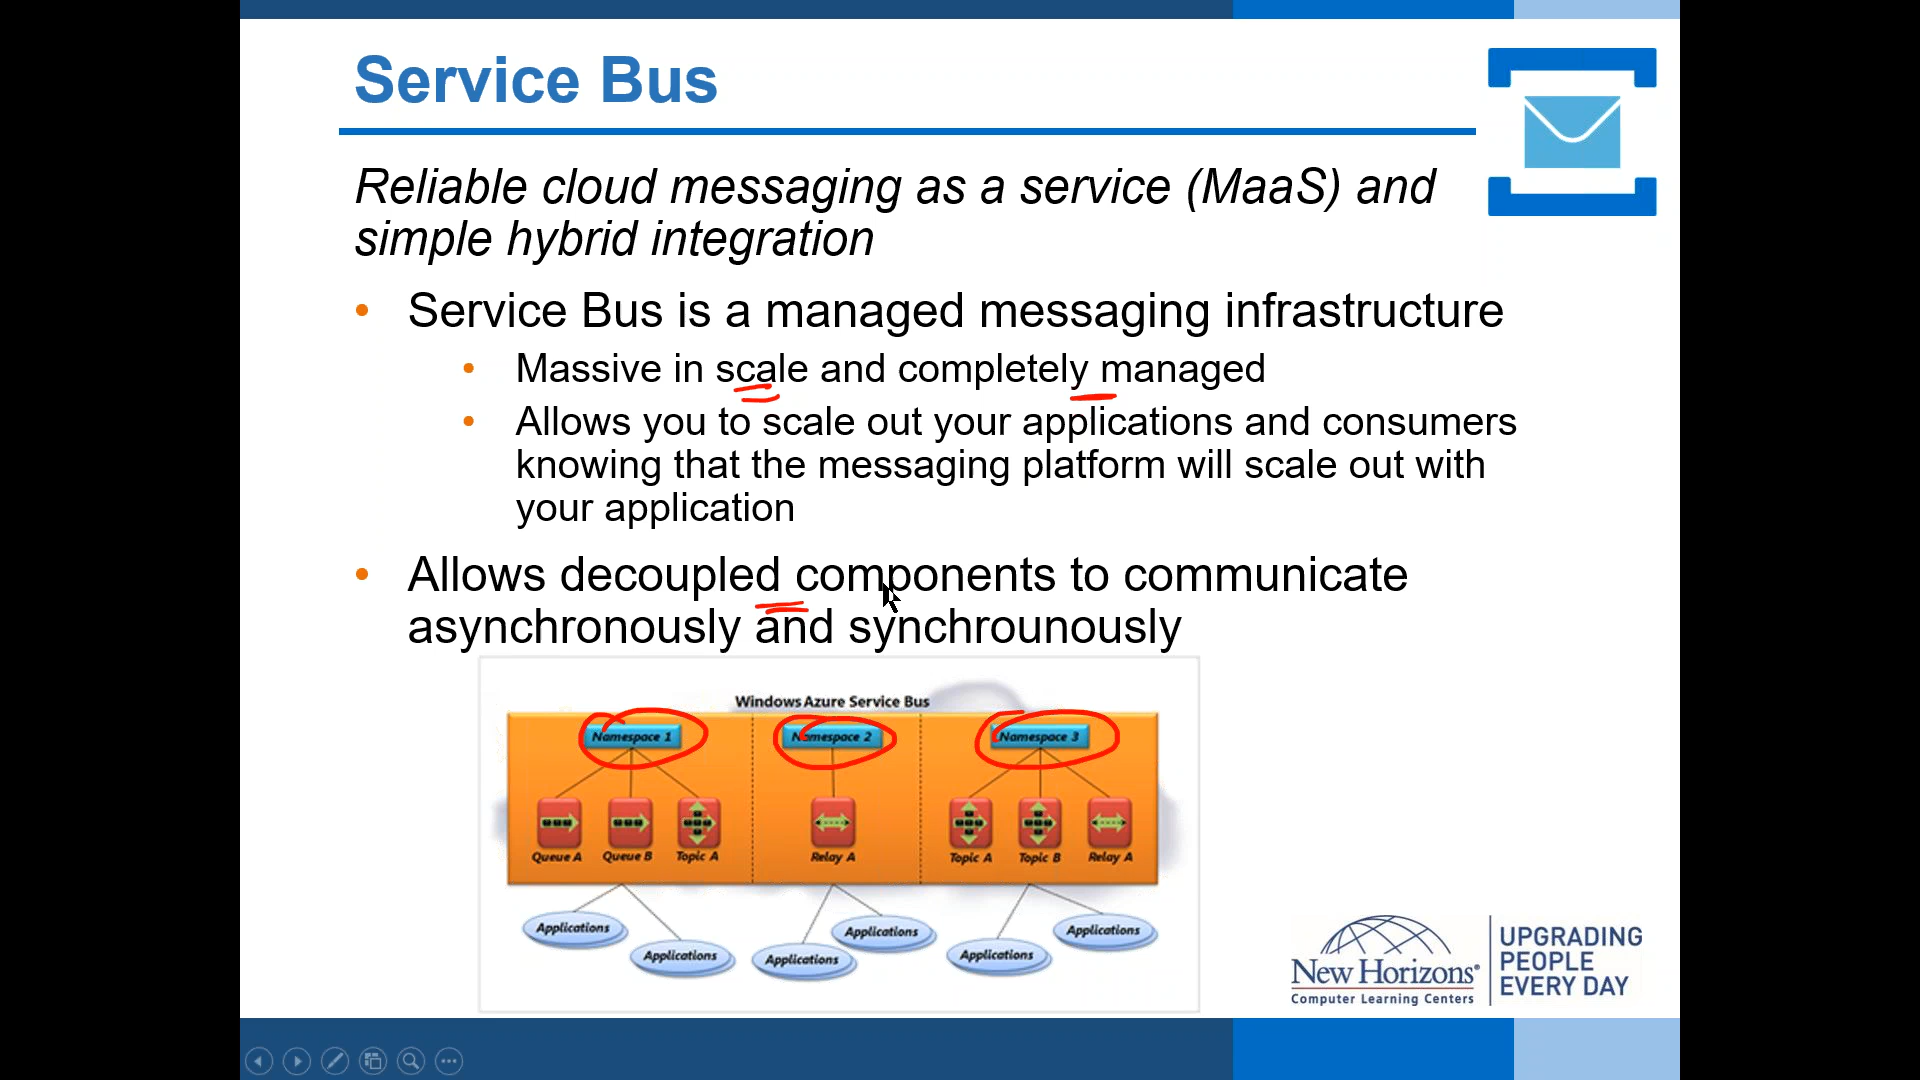 Service Bus
Reliable cloud messaging as a service (MaaS) and
simple hybrid integration
• Service Bus is a managed messaging infrastructure
• Massive in scale and completely managed
• Allows you to scale out your applications and consumers
knowing that the messaging platform will scale out with
your application
• Allows decoupled components to communicate
asynchronously and synchrounously
Windows Azure Service Bus
Namespace 1
Namespace 2
Namespace 3
Queue A
Queue B
Topic A
Relay A
Topic A
Topic B
Relay A
Applications
Applications
Applications
Applications
Applications
Applications
New Horizons®
Computer Learning Centers
UPGRADING
PEOPLE
EVERY DAY